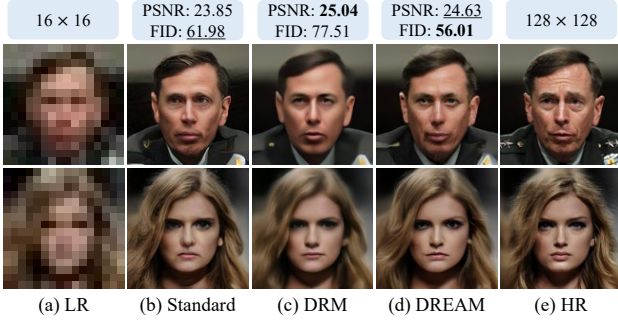 16 × 16
PSNR: 23.85
FID: 61.98
PSNR: 25.04
FID: 77.51
PSNR: 24.63
FID: 56.01
128 × 128
(a) LR
(b) Standard
(c) DRM
(d) DREAM
(e) HR